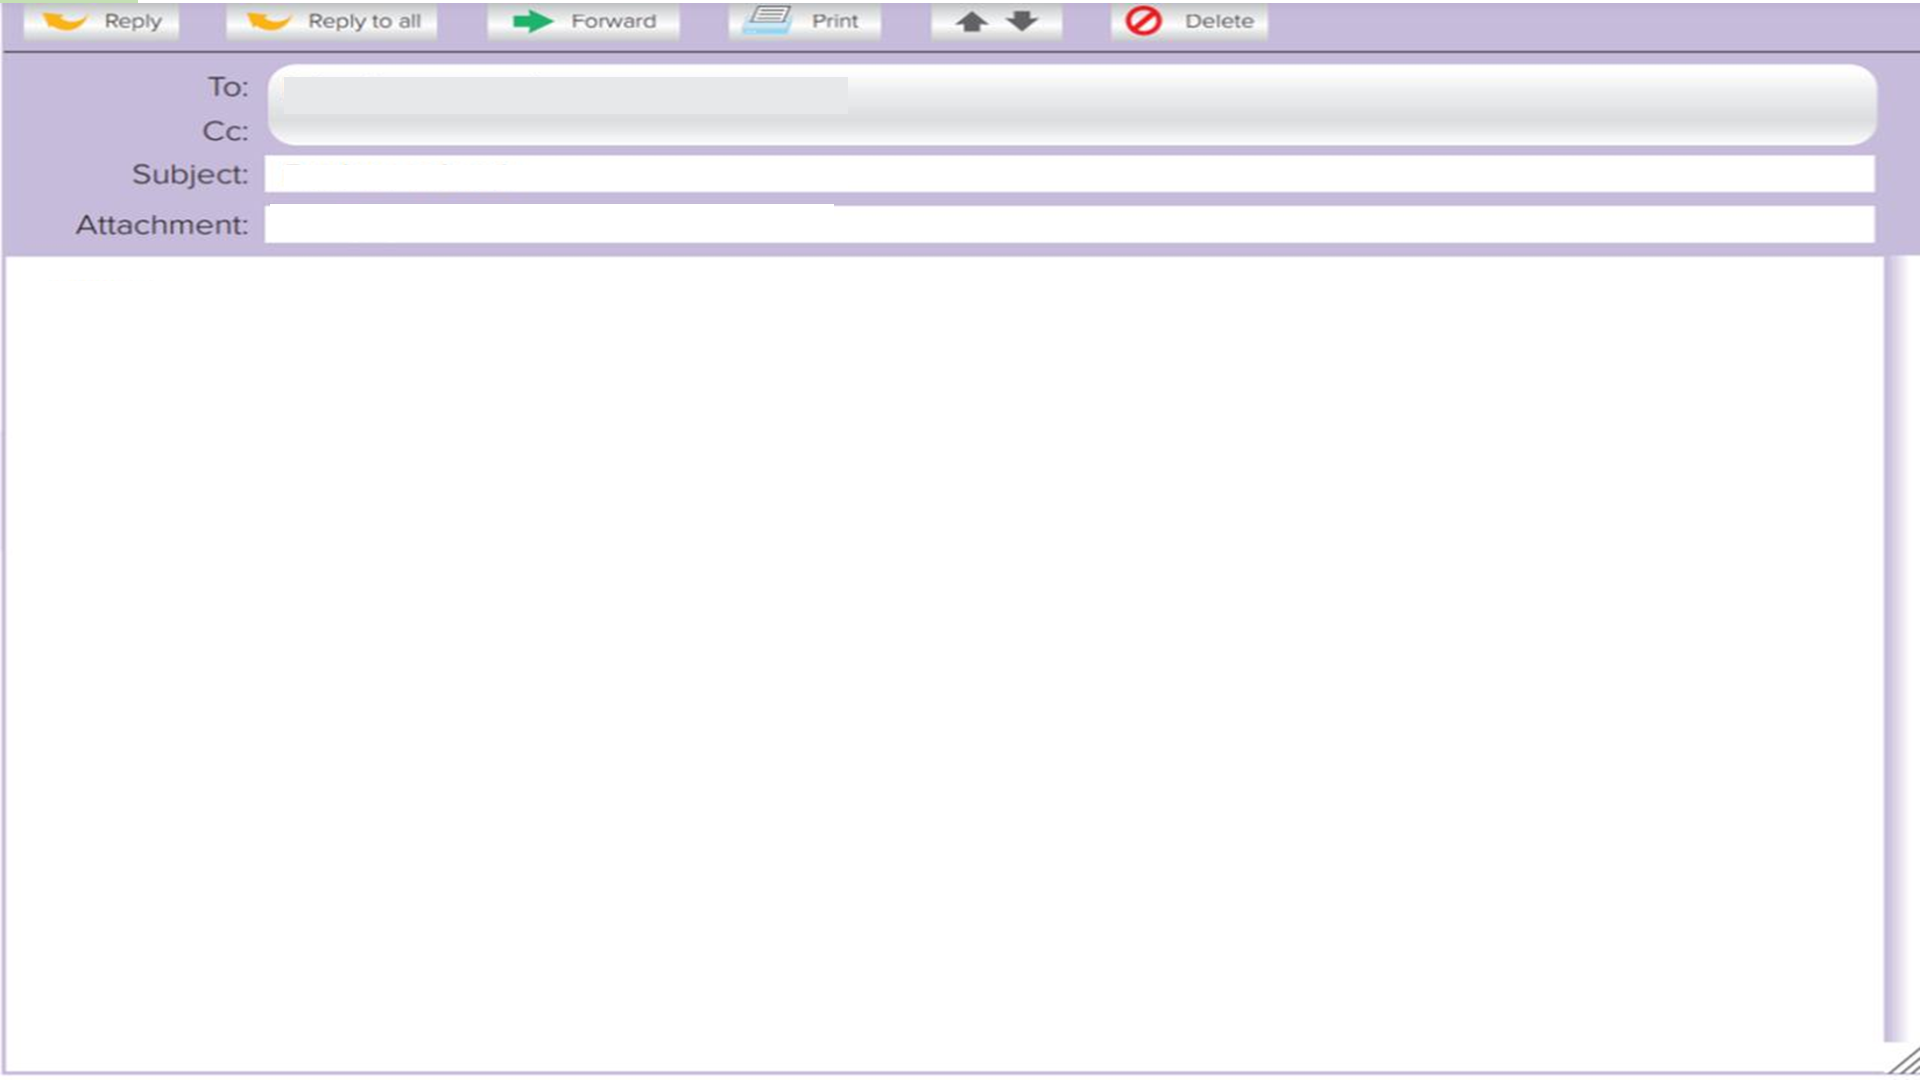 Reply Reply to all Forward Print Delete
To:
Cc:
Subject:
Attachment: